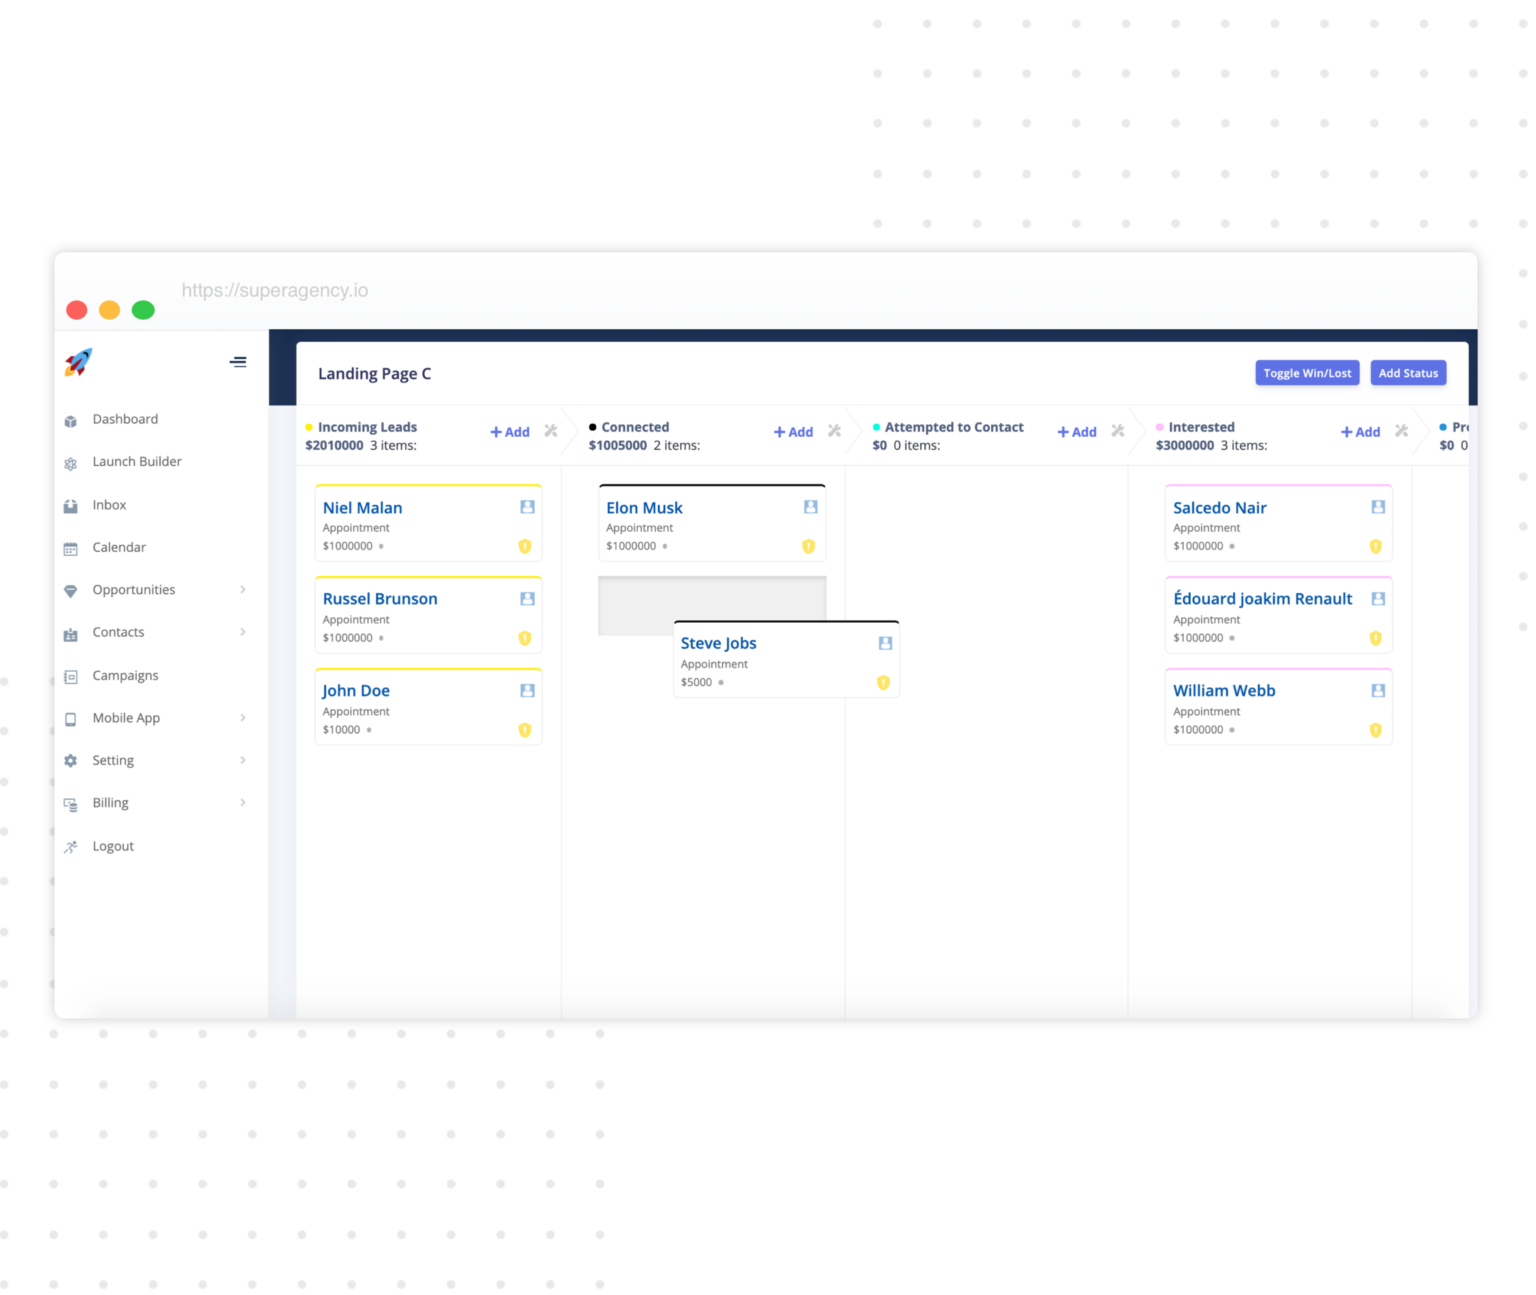 https://superagency.io
Dashboard
Launch Builder
Inbox
Calendar
Opportunities
Contacts
Campaigns
Mobile App
Setting
Billing
Logout
Landing Page C
Toggle Win/Lost
Add Status
Incoming Leads
$2010000 3 items:
+ Add
Niel Malan
Appointment
$1000000
Russel Brunson
Appointment
$1000000
John Doe
Appointment
$10000
Connected
$1005000 2 items:
+ Add
Elon Musk
Appointment
$1000000
Steve Jobs
Appointment
$5000
Attempted to Contact
$0 0 items:
+ Add
Interested
$3000000 3 items:
+ Add
Salcedo Nair
Appointment
$1000000
Édouard joakim Renault
Appointment
$1000000
William Webb
Appointment
$1000000
$0 0